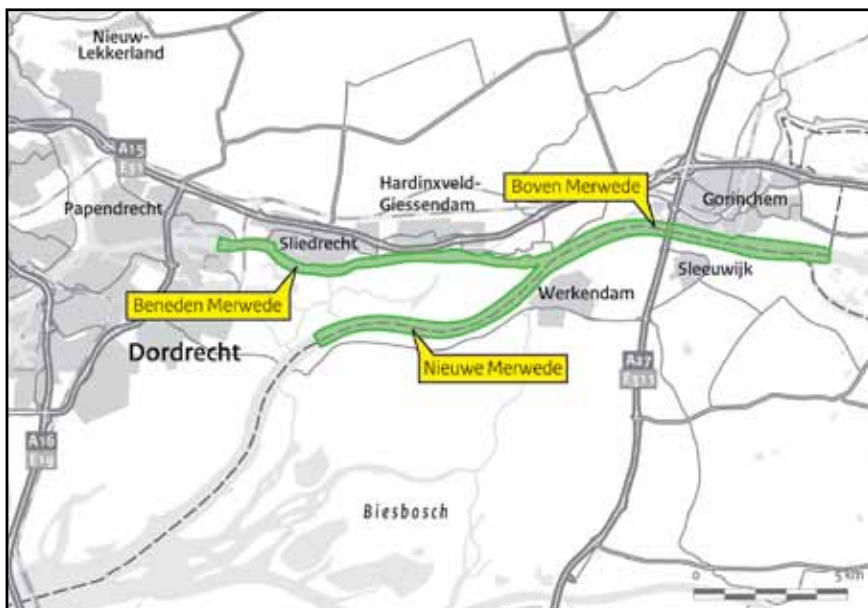 Nieuw-
Lekkerland
A15
E31
Papendrecht
Hardinxveld-
Giessendam
Boven Merwede
Gorinchem
Sliedrecht
Sleeuwijk
Beneden Merwede
Werkendam
Dordrecht
Nieuwe Merwede
A27
E311
A16
E19
Biesbosch
0 5 km